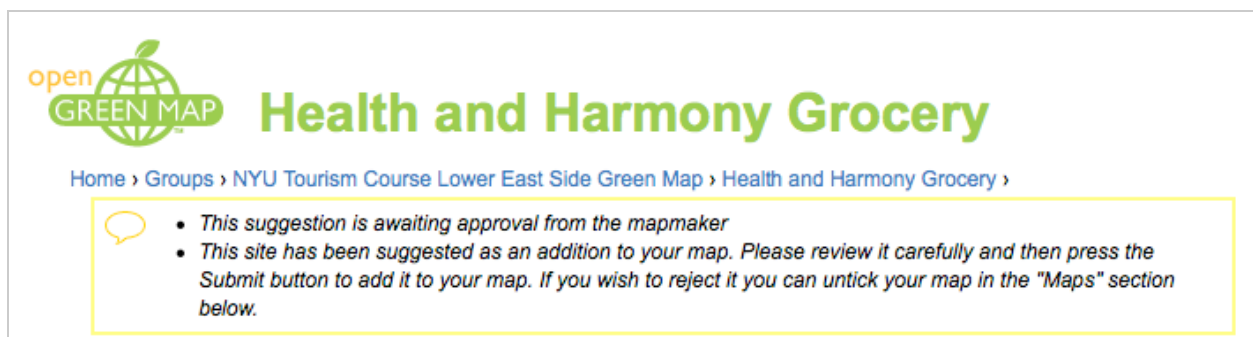 open
GREEN MAP
Health and Harmony Grocery
Home › Groups › NYU Tourism Course Lower East Side Green Map › Health and Harmony Grocery ›
• This suggestion is awaiting approval from the mapmaker
• This site has been suggested as an addition to your map. Please review it carefully and then press the
Submit button to add it to your map. If you wish to reject it you can untick your map in the "Maps" section
below.